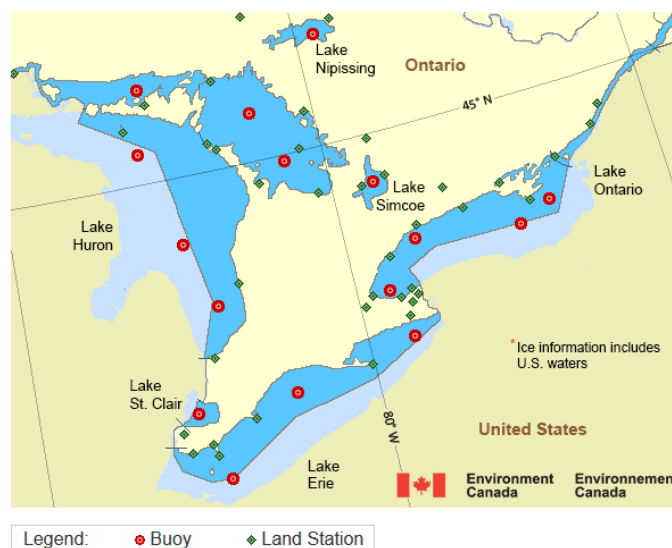 Lake
Nipissing
Ontario
45° N
Lake
Ontario
Lake
Simcoe
Lake
Huron
* Ice information includes
U.S. waters
Lake
St. Clair
80° W
United States
Lake
Erie
Environment
Canada
Environnement
Canada
Legend: Buoy Land Station